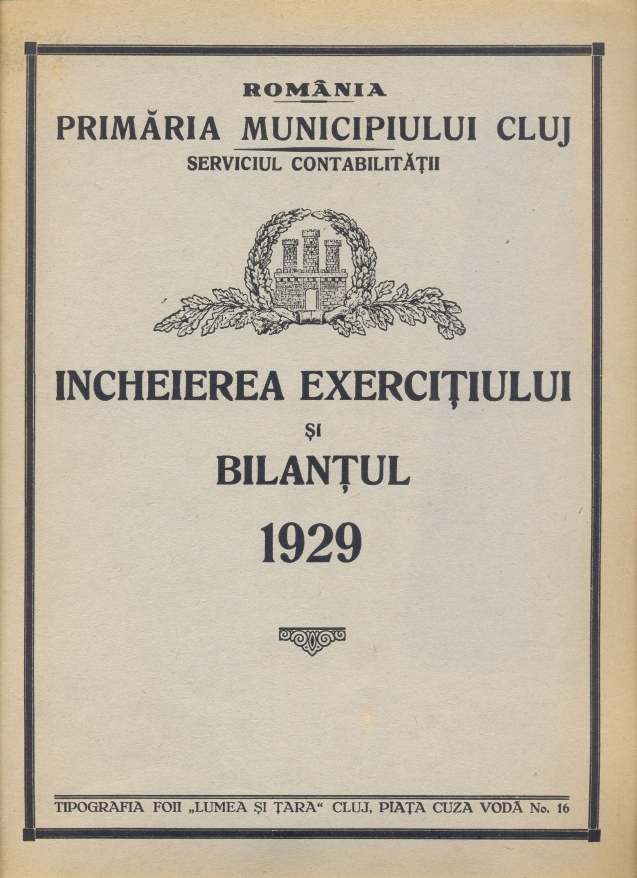 ROMÂNIA
PRIMĂRIA MUNICIPIULUI CLUJ
SERVICIUL CONTABILITĂȚII
INCHEIEREA EXERCIȚIULUI
ȘI
BILANȚUL
1929
TIPOGRAFIA FOII „LUMEA ȘI ȚARA“ CLUJ, PIAȚA CUZA VODĂ No. 16